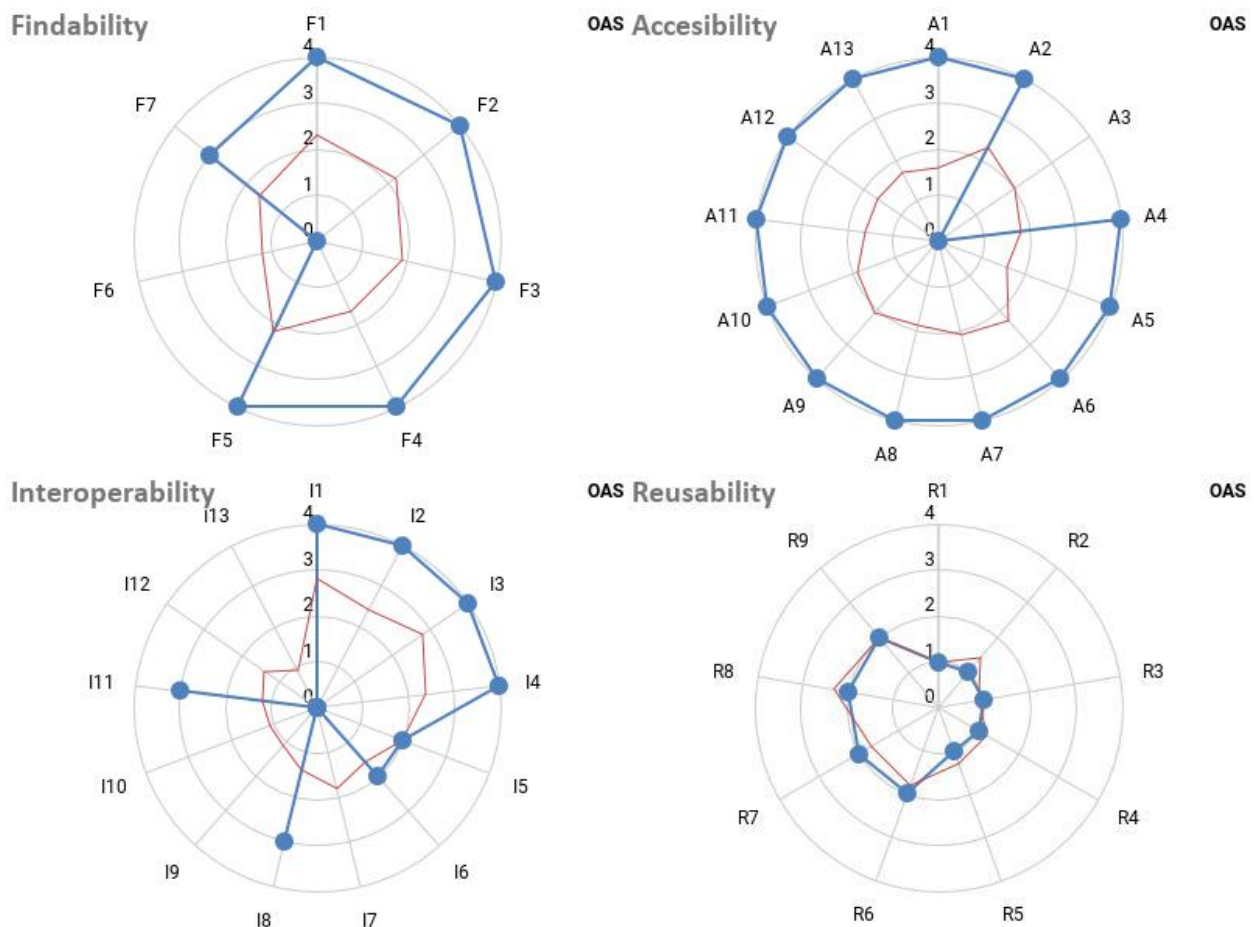 Findability
F1
OAS
4
3
2
1
0
F2
F3
F4
F5
F6
F7
Accesibility
A1
OAS
4
3
2
1
0
A2
A3
A4
A5
A6
A7
A8
A9
A10
A11
A12
A13
Interoperability
I1
OAS
4
3
2
1
0
I2
I3
I4
I5
I6
I7
I8
I9
I10
I11
I12
I13
Reusability
R1
OAS
4
3
2
1
0
R2
R3
R4
R5
R6
R7
R8
R9